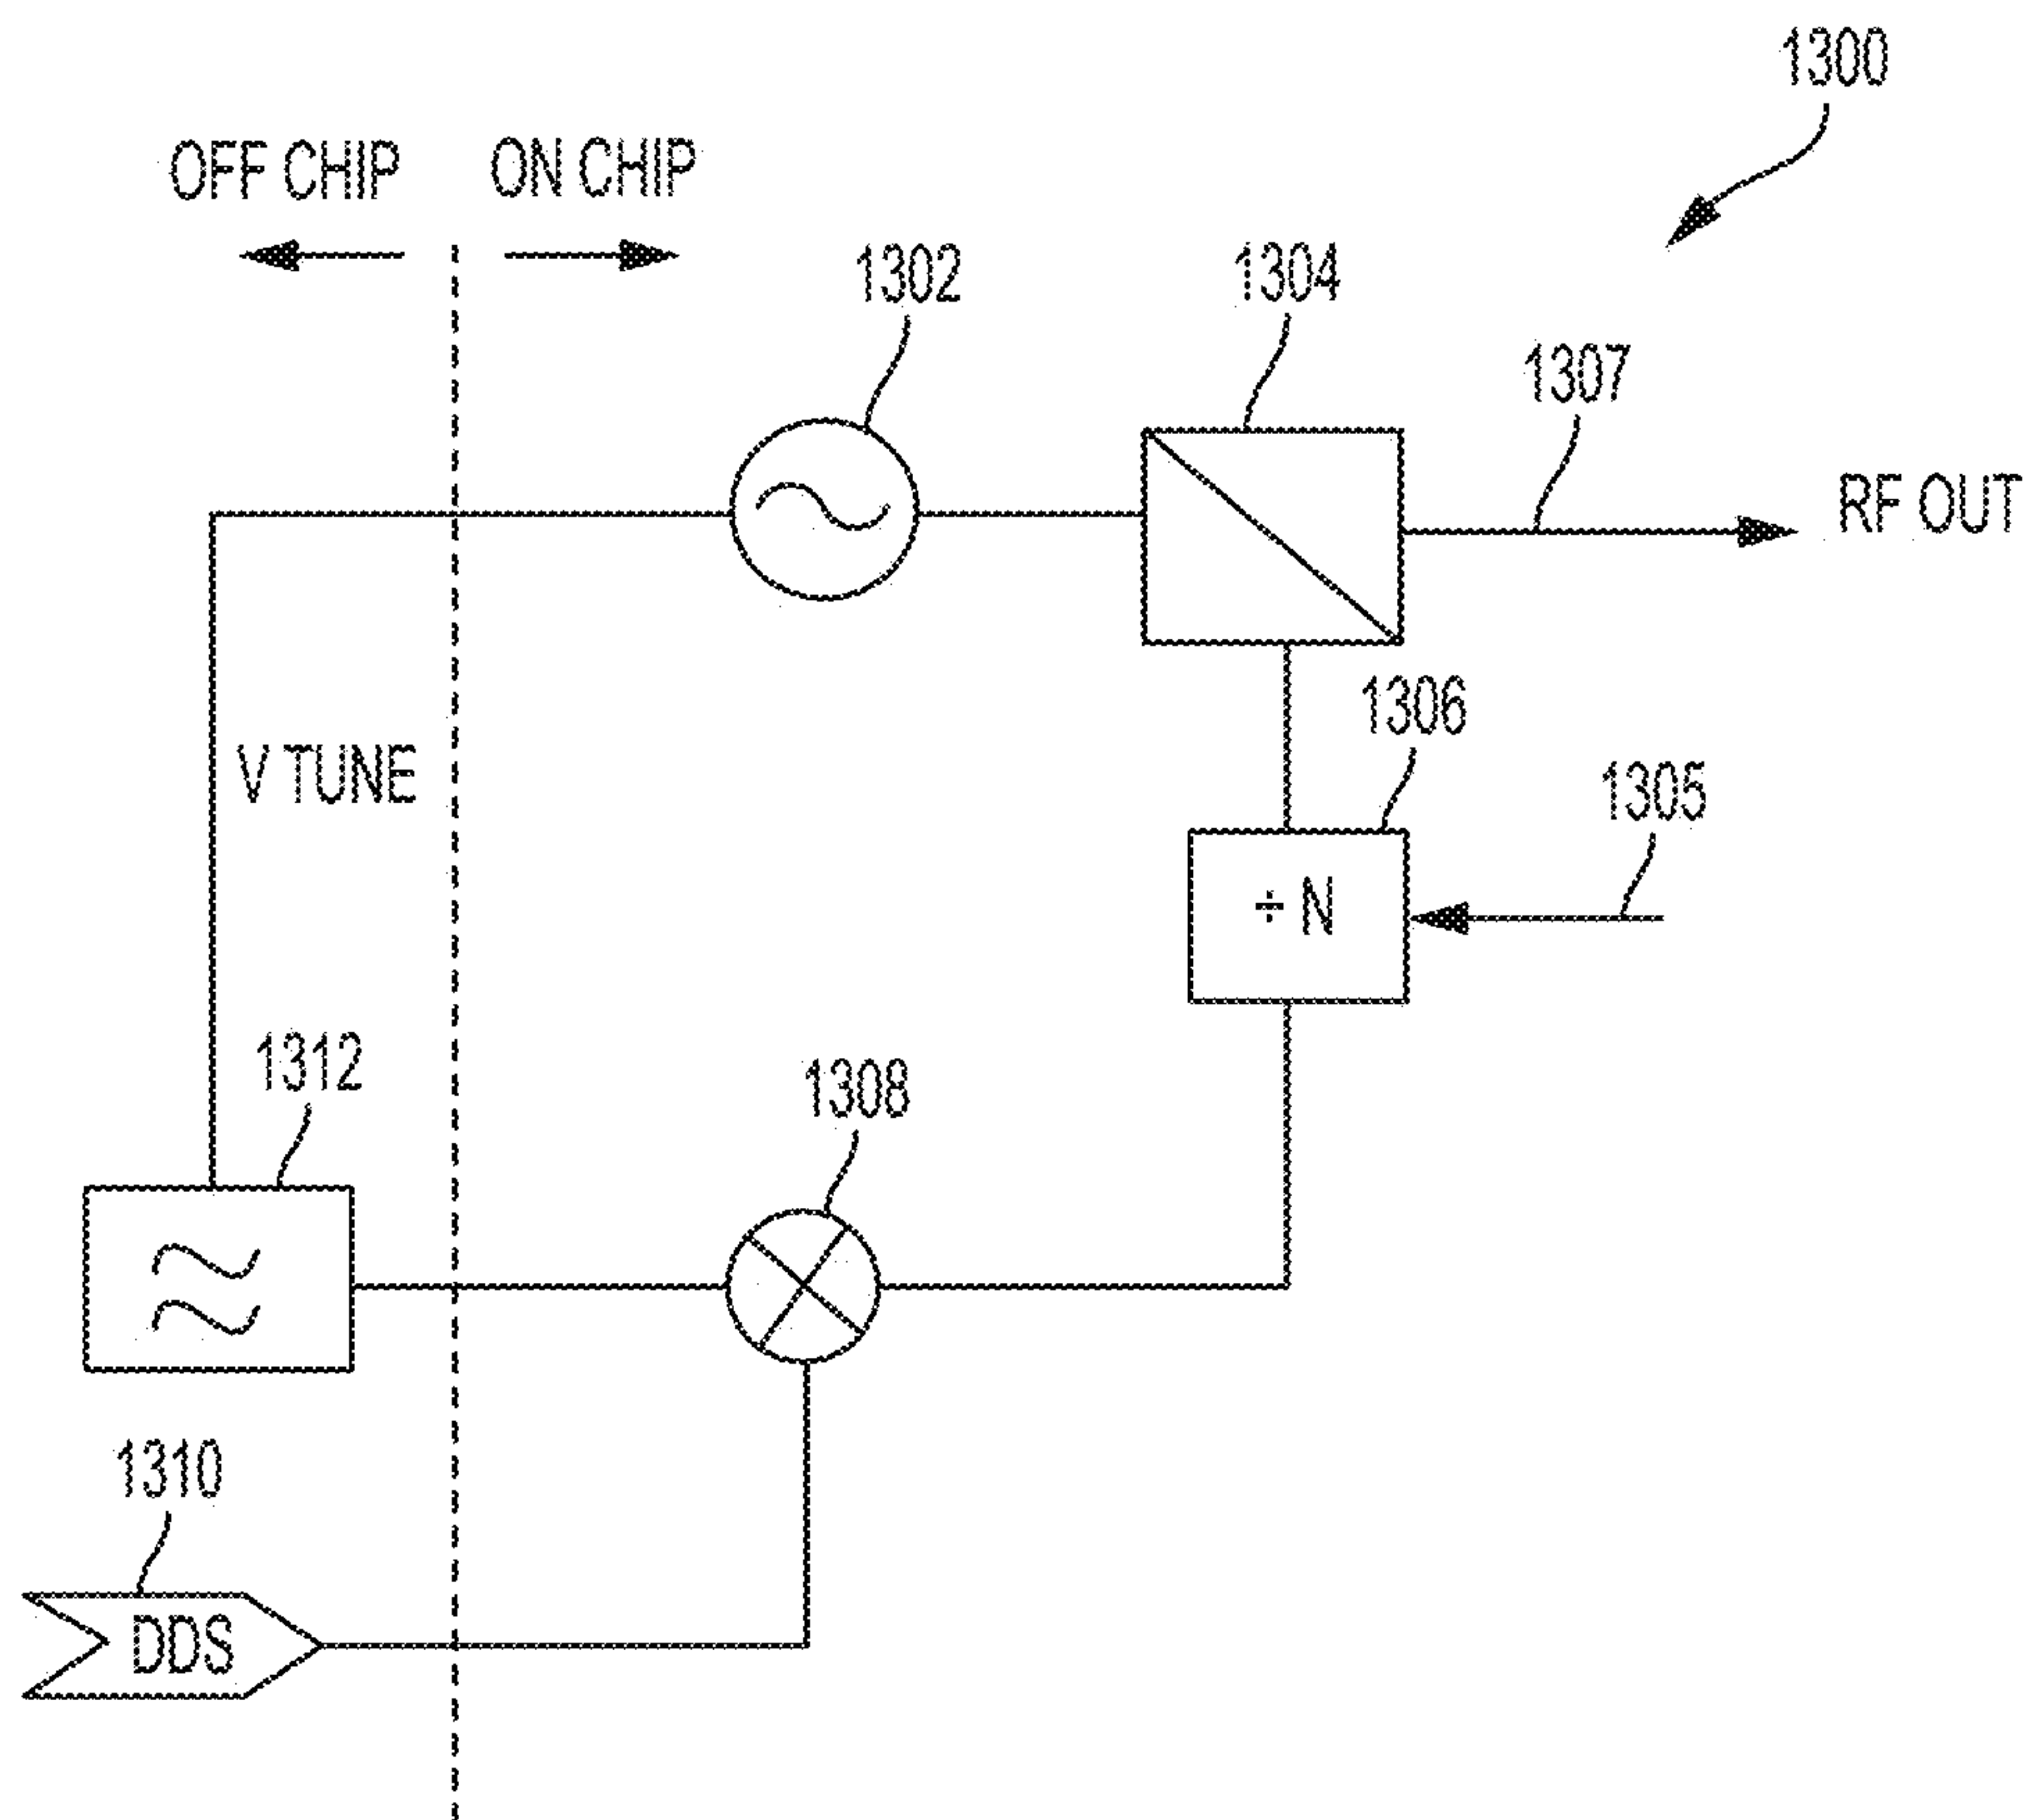 1300
OFF CHIP
ON CHIP
1302
1304
1307
RF OUT
1306
V TUNE
1305
÷ N
1312
1308
1310
DDS